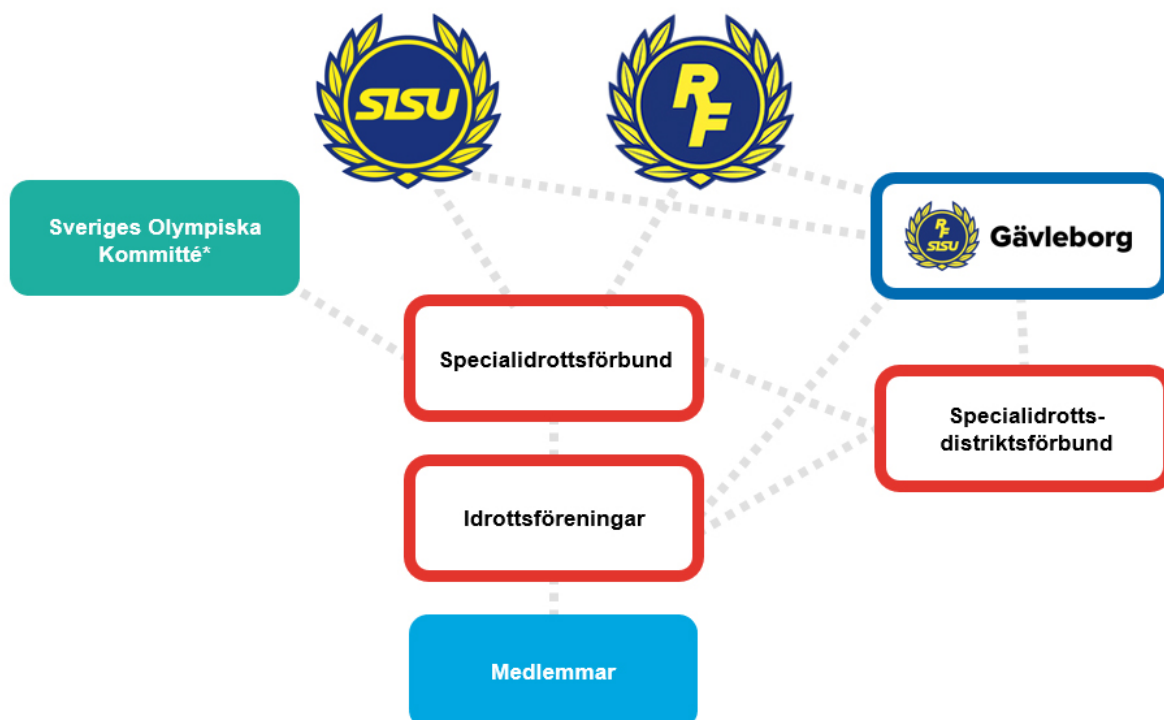 SISU
RF
Sveriges Olympiska
Kommitté*
RF
SISU
Gävleborg
Specialidrottsförbund
Specialidrotts-
distriktsförbund
Idrottsföreningar
Medlemmar